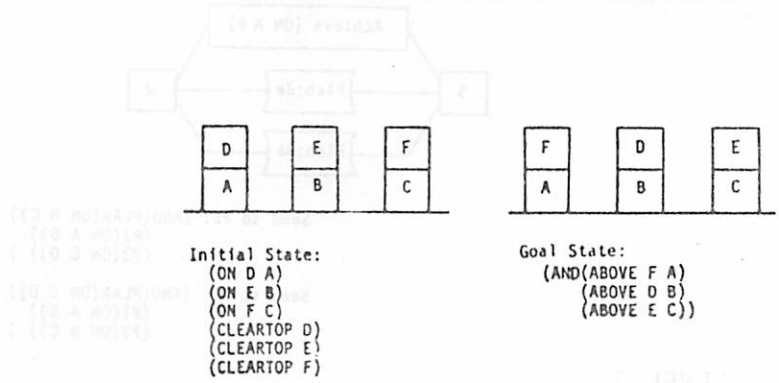 D E F F D E
A B C A B C
Initial State: Goal State:
(ON D A) (AND(ABOVE F A)
(ON E B) (ABOVE D B)
(ON F C) (ABOVE E C))
(CLEARTOP D)
(CLEARTOP E)
(CLEARTOP F)